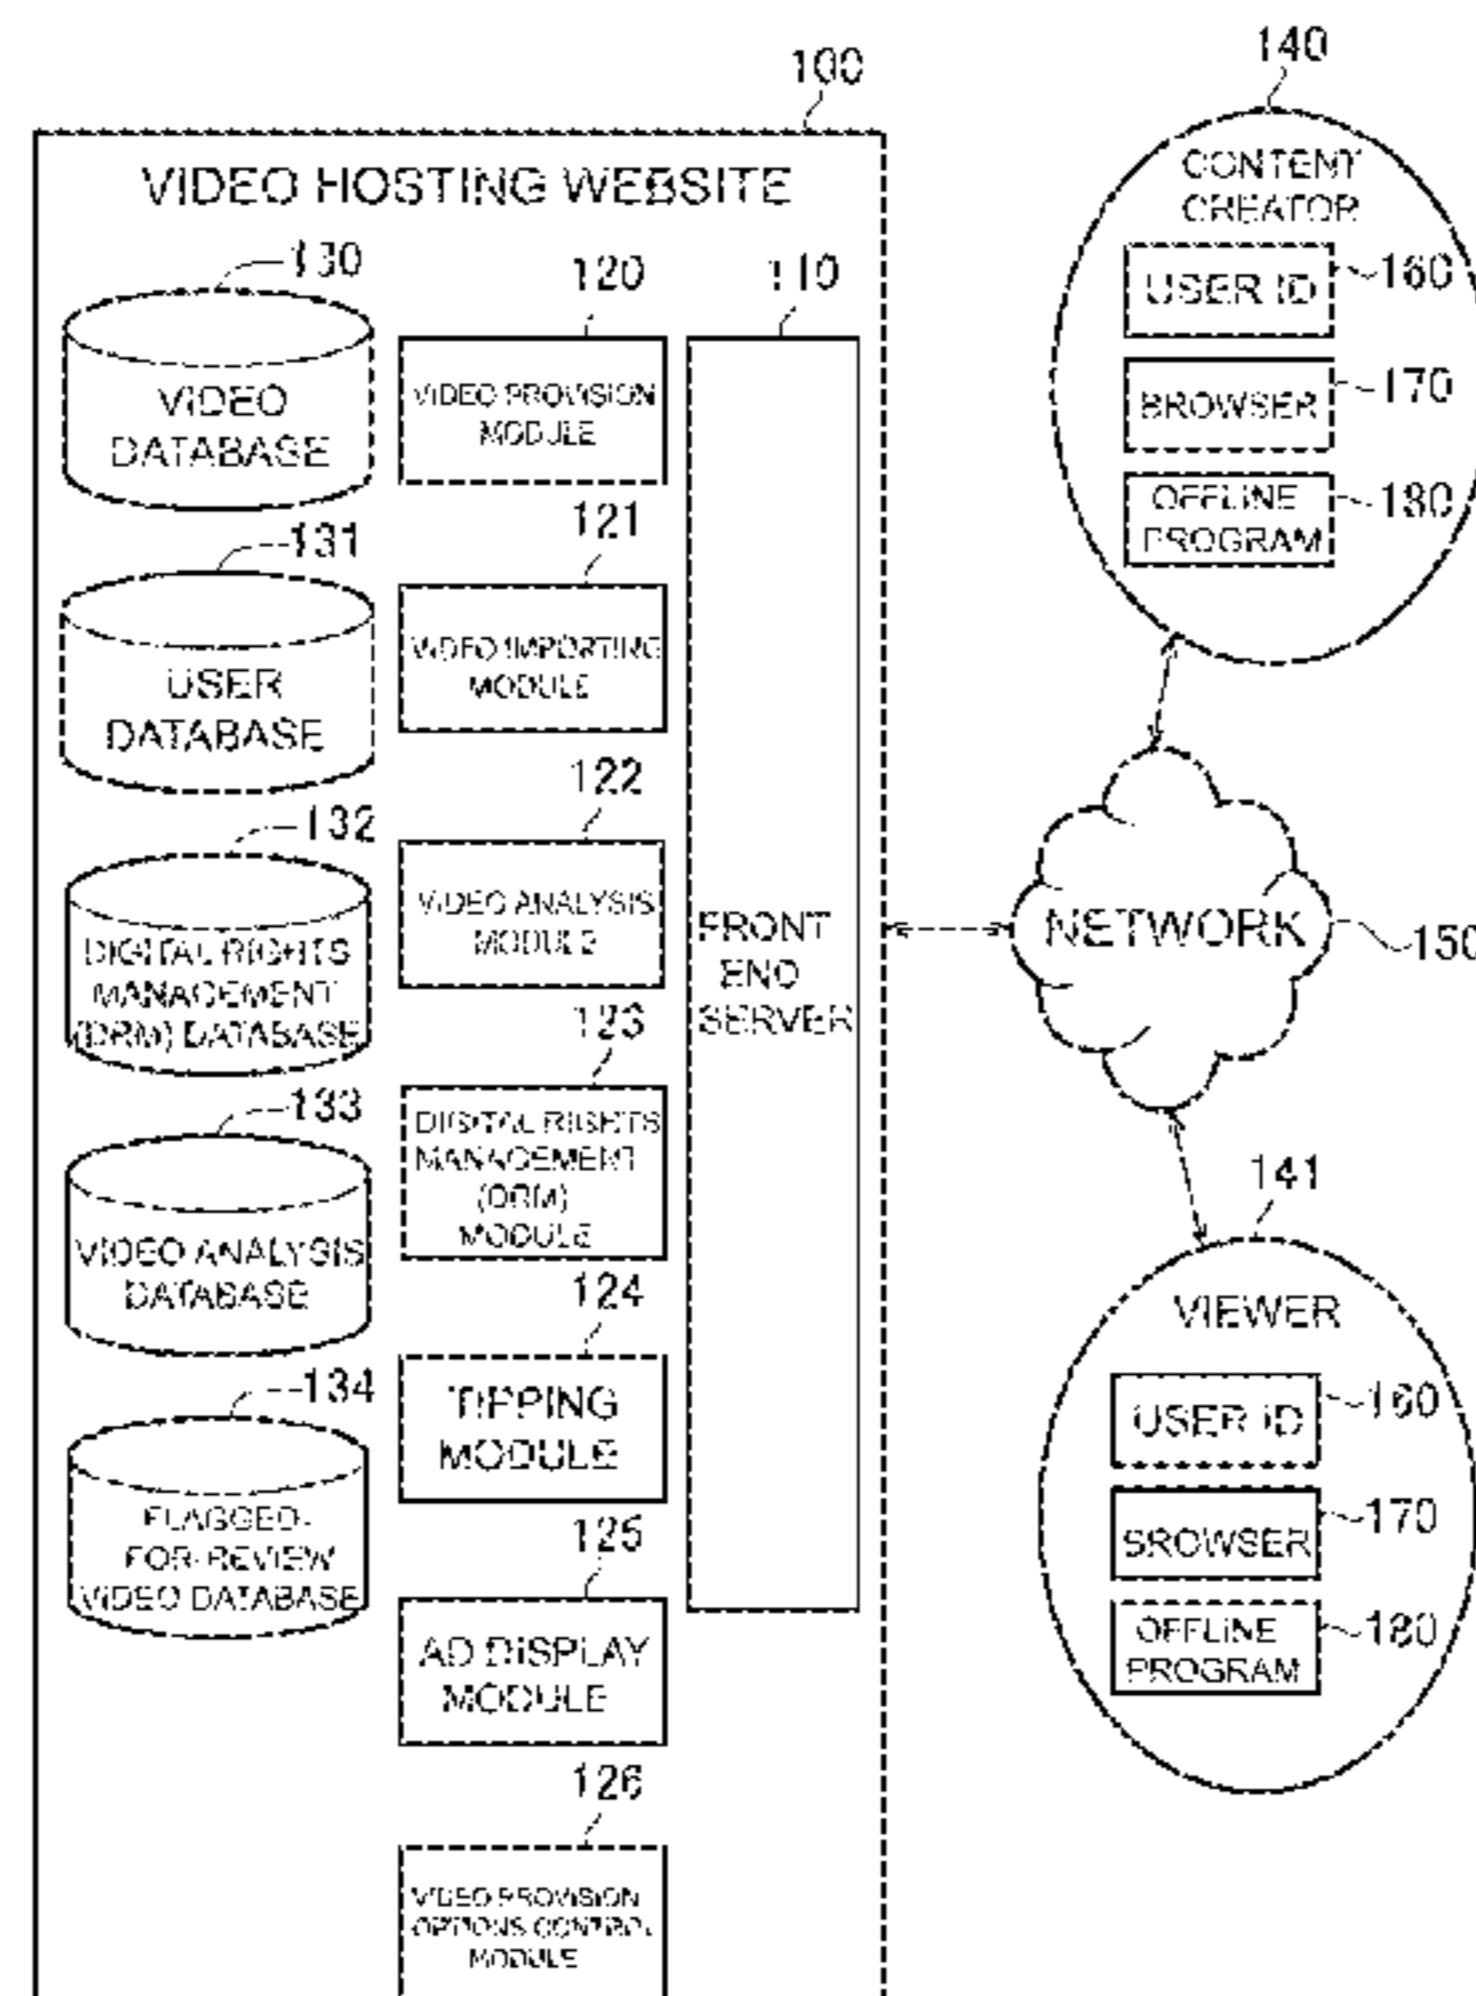 100
VIDEO HOSTING WEBSITE
130
VIDEO
DATABASE
131
USER
DATABASE
132
DIGITAL RIGHTS
MANAGEMENT
(DRM) DATABASE
133
VIDEO ANALYSIS
DATABASE
134
FLAGGED-
FOR-REVIEW
VIDEO DATABASE
120
VIDEO PROVISION
MODULE
121
VIDEO IMPORTING
MODULE
122
VIDEO ANALYSIS
MODULE
123
DIGITAL RIGHTS
MANAGEMENT
(DRM)
MODULE
124
TIPPING
MODULE
125
AD DISPLAY
MODULE
126
VIDEO PROVISION
OPTIONS CONTROL
MODULE
110
FRONT
END
SERVER
140
CONTENT
CREATOR
USER ID
160
BROWSER
170
OFFLINE
PROGRAM
180
NETWORK
150
141
VIEWER
USER ID
160
BROWSER
170
OFFLINE
PROGRAM
180